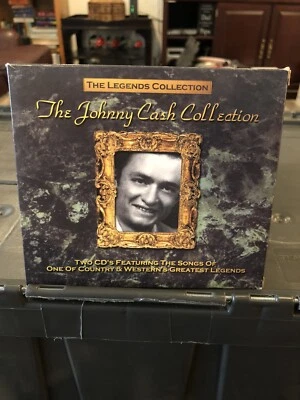 THE LEGENDS COLLECTION
The Johnny Cash Collection
TWO CD'S FEATURING THE SONGS OF
ONE OF COUNTRY & WESTERN'S GREATEST LEGENDS